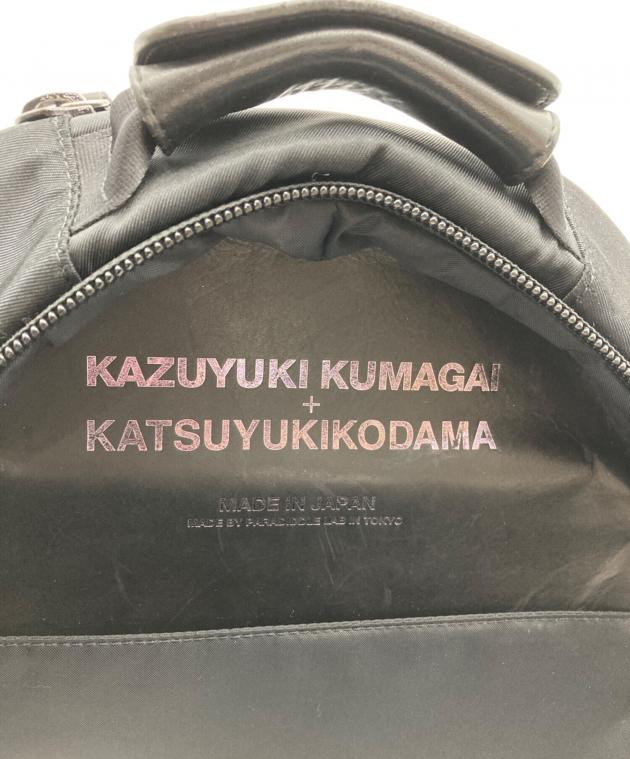 KAZUYUKI KUMAGAI
+
KATSUYUKIKODAMA
MADE IN JAPAN
MADE BY PARADIDDLE LAB IN TOKYO